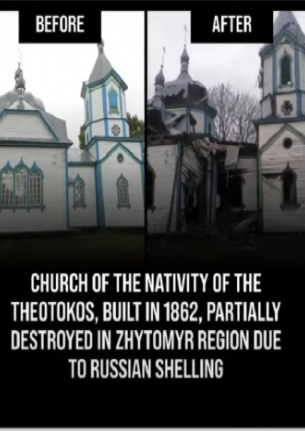 BEFORE
AFTER
CHURCH OF THE NATIVITY OF THE
THEOTOKOS, BUILT IN 1862, PARTIALLY
DESTROYED IN ZHYTOMYR REGION DUE
TO RUSSIAN SHELLING